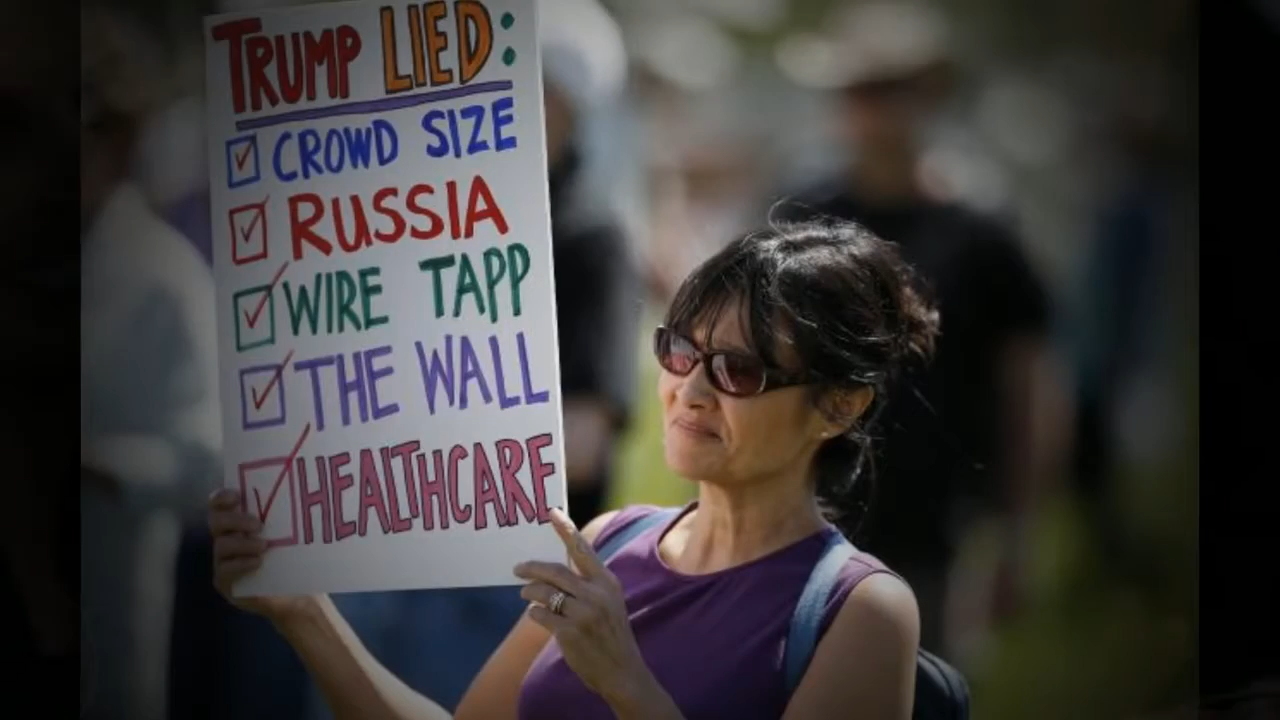 TRUMP LIED:
CROWD SIZE
RUSSIA
WIRE TAPP
THE WALL
HEALTHCARE